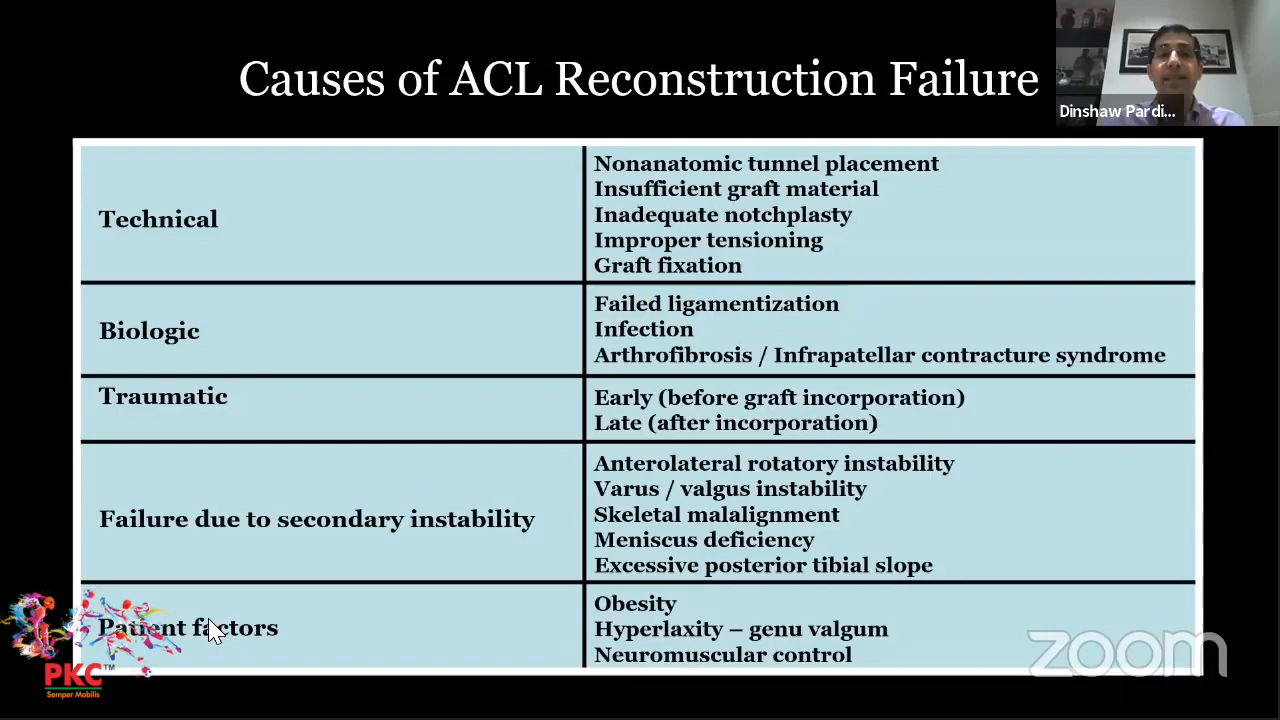 Causes of ACL Reconstruction Failure
Dinshaw Pardi...
Technical
Nonanatomic tunnel placement
Insufficient graft material
Inadequate notchplasty
Improper tensioning
Graft fixation
Biologic
Failed ligamentization
Infection
Arthrofibrosis / Infrapatellar contracture syndrome
Traumatic
Early (before graft incorporation)
Late (after incorporation)
Failure due to secondary instability
Anterolateral rotatory instability
Varus / valgus instability
Skeletal malalignment
Meniscus deficiency
Excessive posterior tibial slope
Patient factors
Obesity
Hyperlaxity – genu valgum
Neuromuscular control
PKC™
Semper Mobilis
zoom